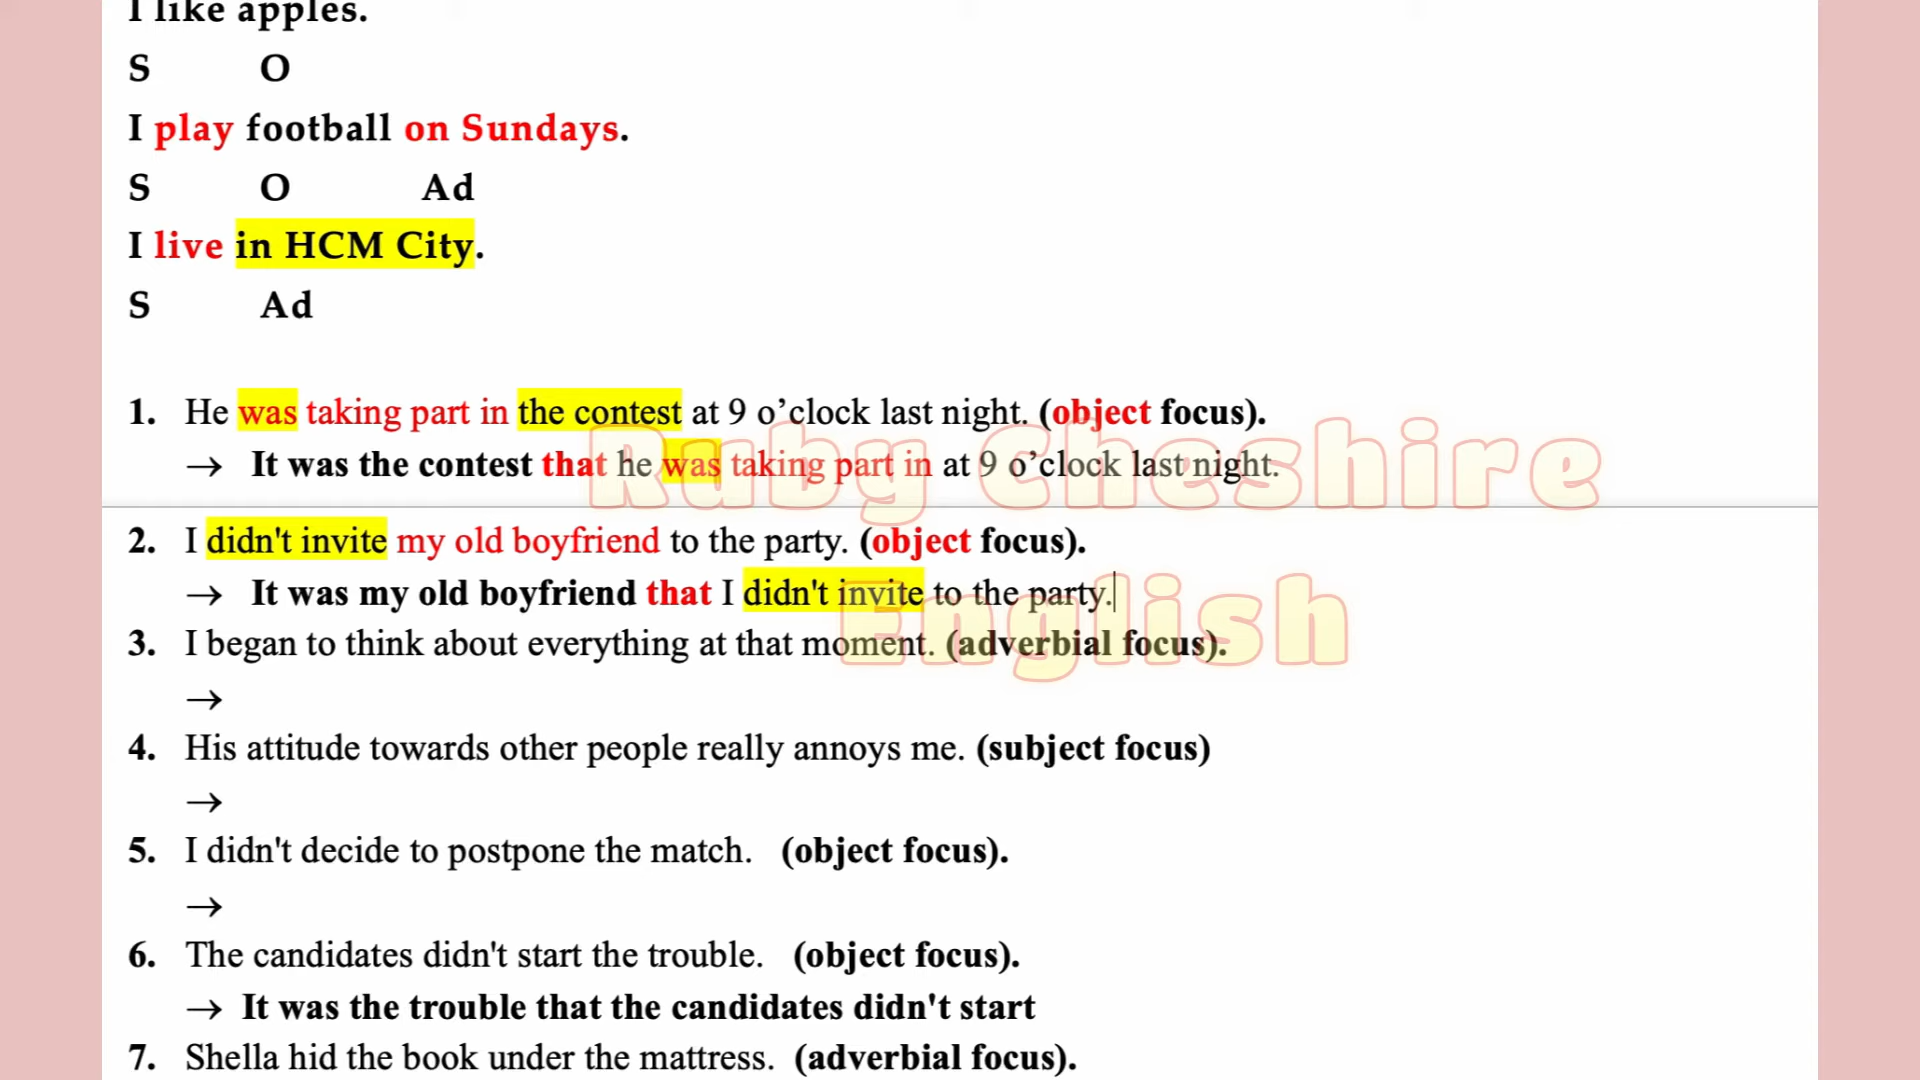 I like apples.
S O
I play football on Sundays.
S O Ad
I live in HCM City.
S Ad
1. He was taking part in the contest at 9 o’clock last night. (object focus).
→ It was the contest that he was taking part in at 9 o’clock last night.
Ruby Cheshire
2. I didn't invite my old boyfriend to the party. (object focus).
→ It was my old boyfriend that I didn't invite to the party.
English
3. I began to think about everything at that moment. (adverbial focus).
→
4. His attitude towards other people really annoys me. (subject focus)
→
5. I didn't decide to postpone the match. (object focus).
→
6. The candidates didn't start the trouble. (object focus).
→ It was the trouble that the candidates didn't start
7. Shella hid the book under the mattress. (adverbial focus).